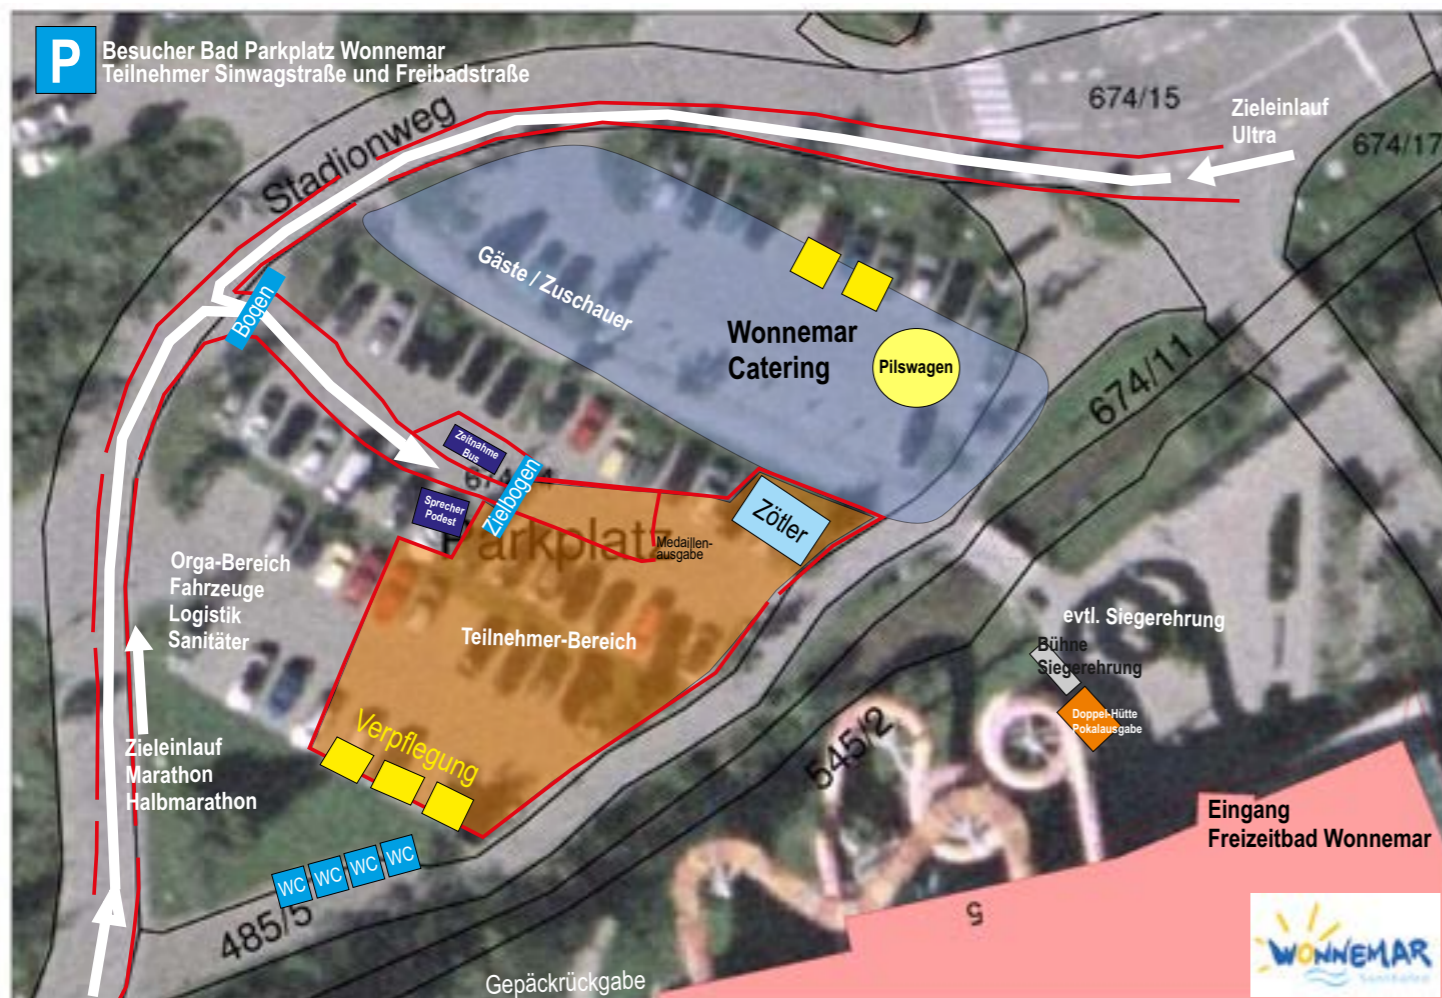 P
Besucher Bad Parkplatz Wonnemar
Teilnehmer Sinwagstraße und Freibadstraße
Stadionweg
674/15
Zieleinlauf
Ultra
674/17
Gäste / Zuschauer
Bogen
Wonnemar
Catering
Pilswagen
674/11
Zeitnahme
Bus
Zielbogen
Sprecher
Podest
Parkplatz
Zötler
Medaillen-
ausgabe
Orga-Bereich
Fahrzeuge
Logistik
Sanitäter
Teilnehmer-Bereich
evtl. Siegerehrung
Bühne
Siegerehrung
Doppel-Hütte
Pokalausgabe
Verpflegung
545/2
Zieleinlauf
Marathon
Halbmarathon
Eingang
Freizeitbad Wonnemar
WC
WC
WC
WC
485/5
5
Gepäckrückgabe
WONNEMAR